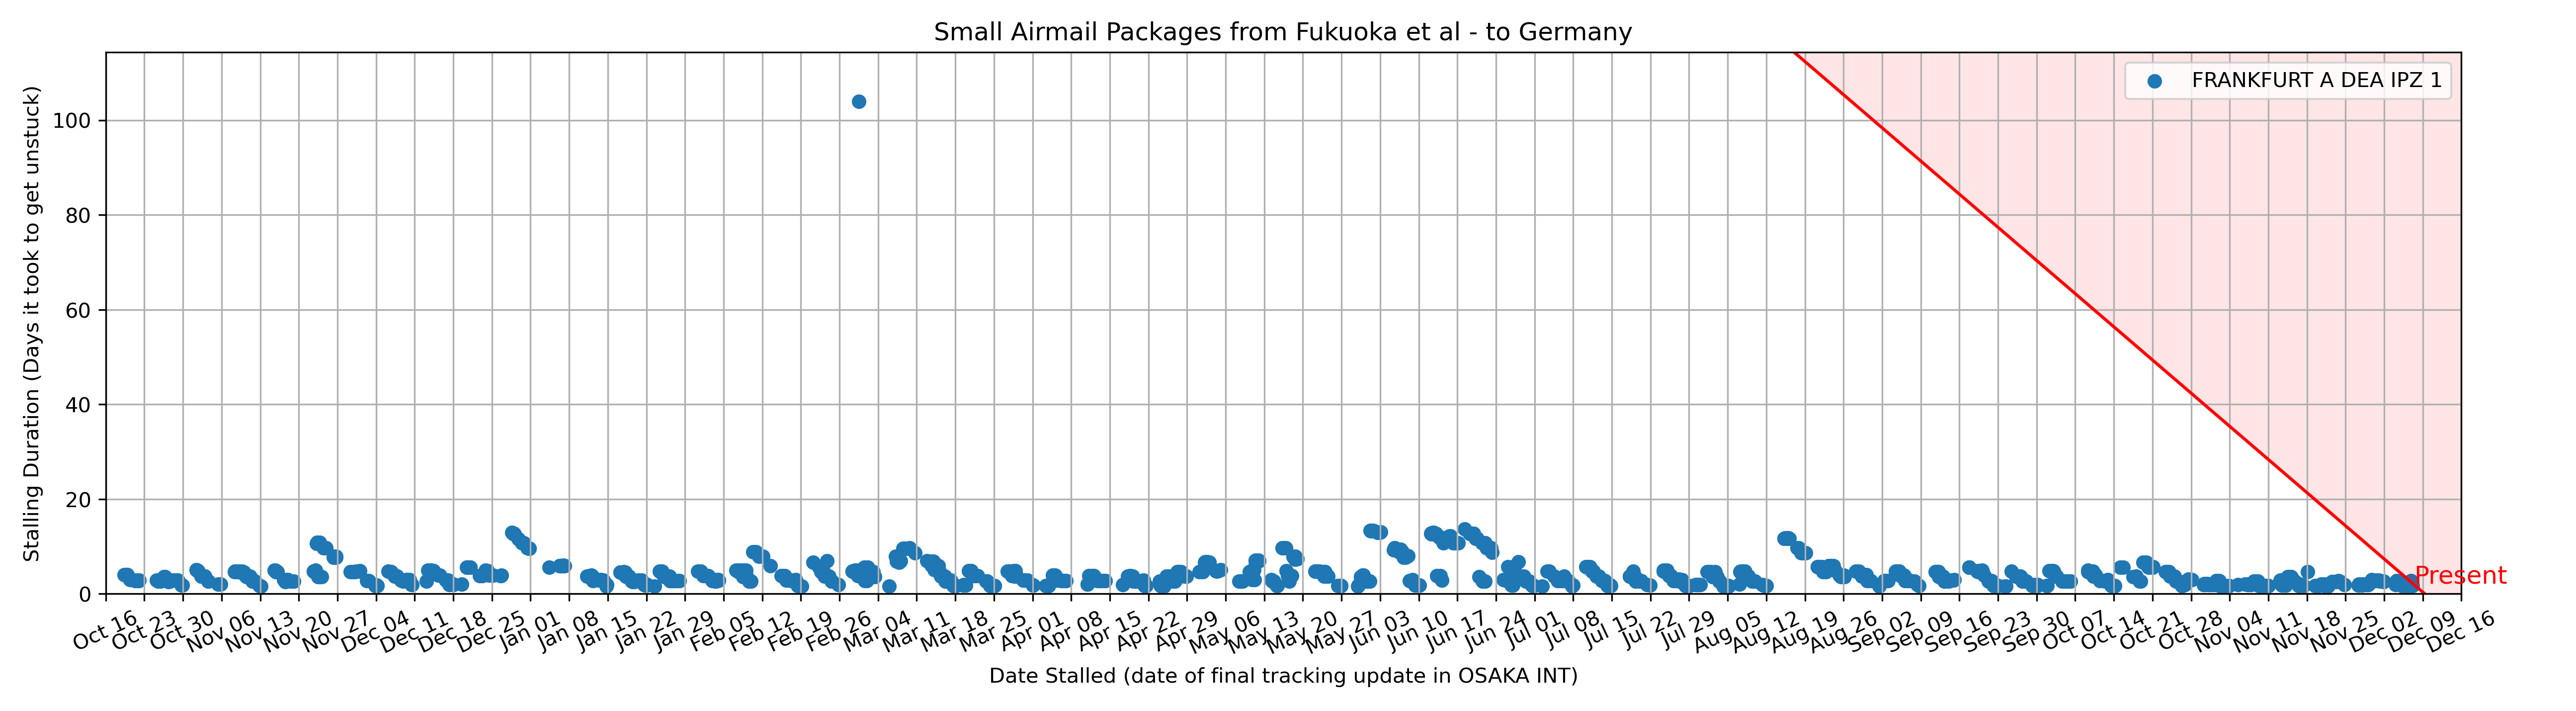 Small Airmail Packages from Fukuoka et al - to Germany
FRANKFURT A DEA IPZ 1
Stalling Duration (Days it took to get unstuck)
100
80
60
40
20
0
Present
Oct 16
Oct 23
Oct 30
Nov 06
Nov 13
Nov 20
Nov 27
Dec 04
Dec 11
Dec 18
Dec 25
Jan 01
Jan 08
Jan 15
Jan 22
Jan 29
Feb 05
Feb 12
Feb 19
Feb 26
Mar 04
Mar 11
Mar 18
Mar 25
Apr 01
Apr 08
Apr 15
Apr 22
Apr 29
May 06
May 13
May 20
May 27
Jun 03
Jun 10
Jun 17
Jun 24
Jul 01
Jul 08
Jul 15
Jul 22
Jul 29
Aug 05
Aug 12
Aug 19
Aug 26
Sep 02
Sep 09
Sep 16
Sep 23
Sep 30
Oct 07
Oct 14
Oct 21
Oct 28
Nov 04
Nov 11
Nov 18
Nov 25
Dec 02
Dec 09
Dec 16
Date Stalled (date of final tracking update in OSAKA INT)